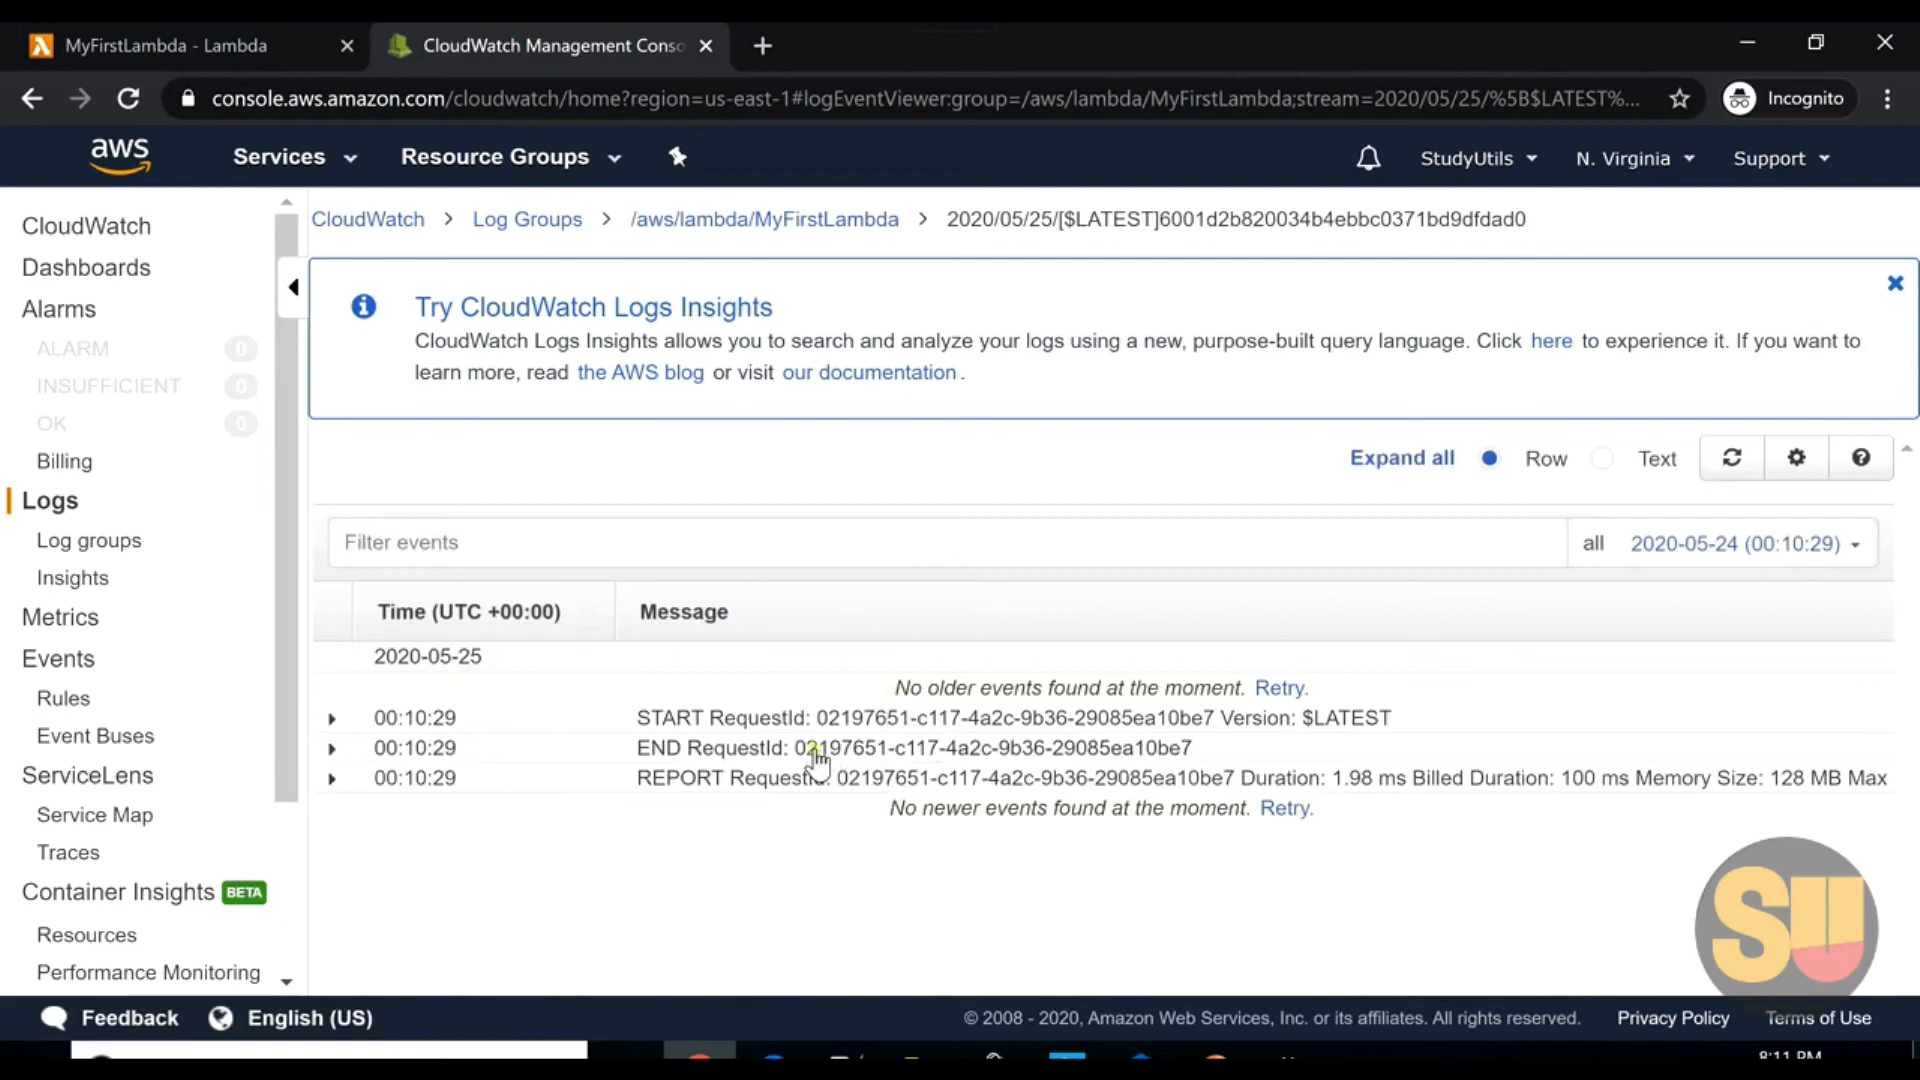 MyFirstLambda - Lambda
CloudWatch Management Conso
console.aws.amazon.com/cloudwatch/home?region=us-east-1#logEventViewer:group=/aws/lambda/MyFirstLambda;stream=2020/05/25/%5B$LATEST%...
Incognito
aws
Services
Resource Groups
StudyUtils
N. Virginia
Support
CloudWatch
Dashboards
Alarms
ALARM 0
INSUFFICIENT 0
OK 0
Billing
Logs
Log groups
Insights
Metrics
Events
Rules
Event Buses
ServiceLens
Service Map
Traces
Container Insights BETA
Resources
Performance Monitoring
CloudWatch > Log Groups > /aws/lambda/MyFirstLambda > 2020/05/25/[$LATEST]6001d2b820034b4ebbc0371bd9dfdad0
Try CloudWatch Logs Insights
CloudWatch Logs Insights allows you to search and analyze your logs using a new, purpose-built query language. Click here to experience it. If you want to
learn more, read the AWS blog or visit our documentation.
Expand all Row Text
Filter events
all 2020-05-24 (00:10:29)
Time (UTC +00:00) Message
2020-05-25
No older events found at the moment. Retry.
00:10:29 START RequestId: 02197651-c117-4a2c-9b36-29085ea10be7 Version: $LATEST
00:10:29 END RequestId: 02197651-c117-4a2c-9b36-29085ea10be7
00:10:29 REPORT RequestId: 02197651-c117-4a2c-9b36-29085ea10be7 Duration: 1.98 ms Billed Duration: 100 ms Memory Size: 128 MB Max
No newer events found at the moment. Retry.
SU
Feedback
English (US)
© 2008 - 2020, Amazon Web Services, Inc. or its affiliates. All rights reserved.
Privacy Policy
Terms of Use
8:11 PM